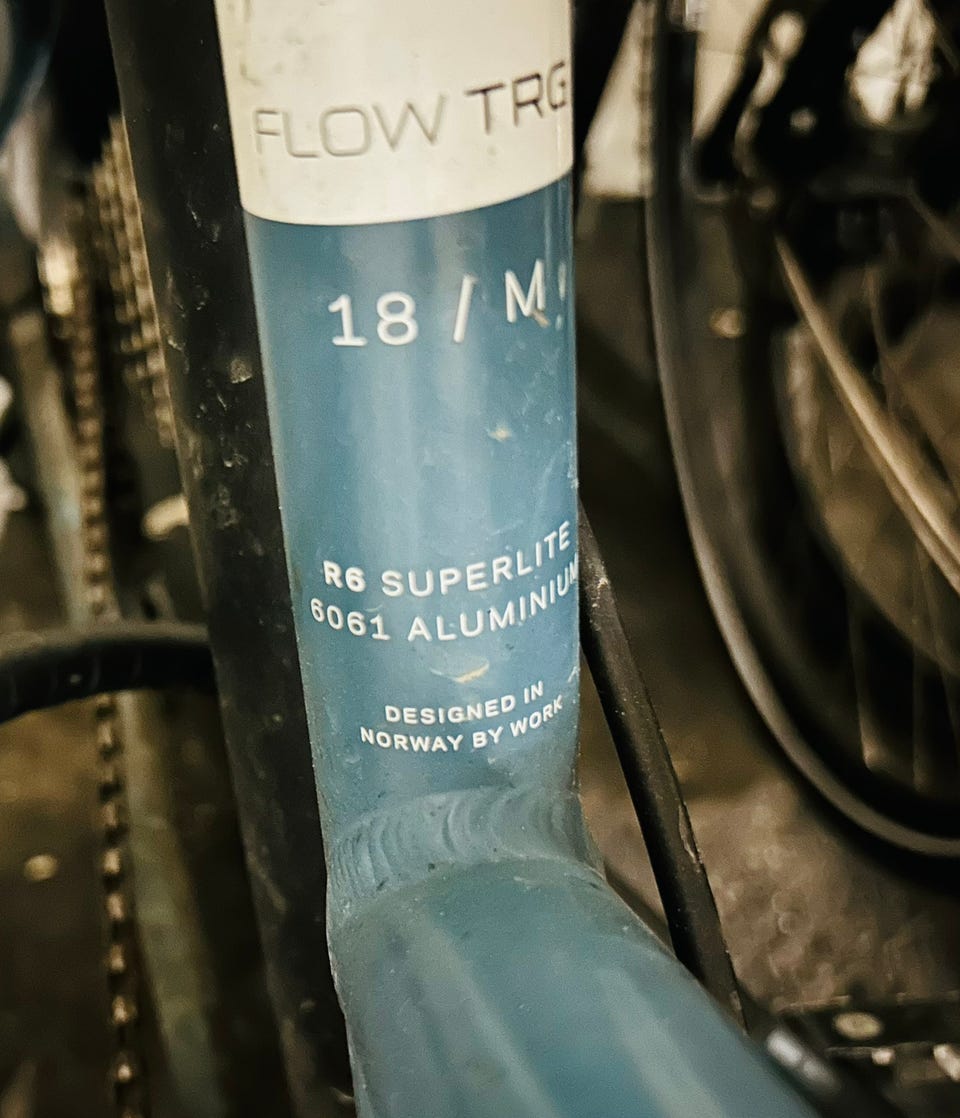 FLOW TRG
18 / M
R6 SUPERLITE
6061 ALUMINIUM
DESIGNED IN
NORWAY BY WORK